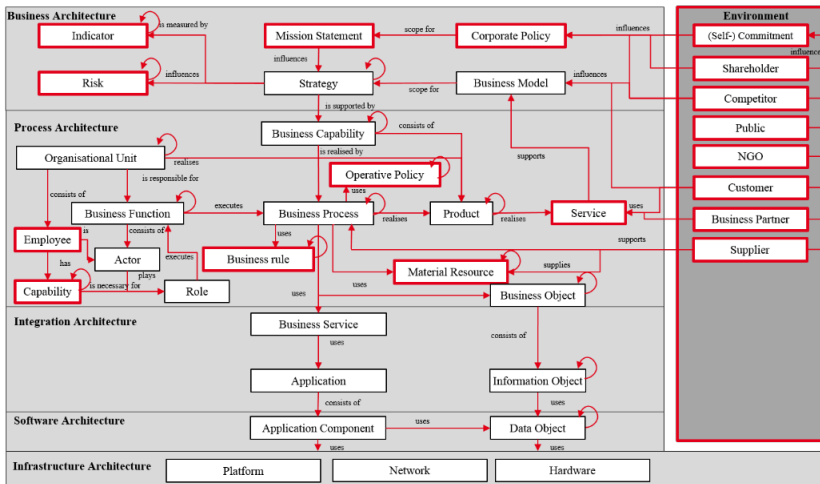 Business Architecture
Environment
is measured by
Indicator
Mission Statement
scope for
Corporate Policy
influences
(Self-) Commitment
influence
influences
Shareholder
Risk
influences
Strategy
scope for
Business Model
influences
Competitor
is supported by
Process Architecture
Business Capability
consists of
Public
Organisational Unit
realises
is realised by
supports
NGO
is responsible for
Operative Policy
consists of
uses
Customer
Business Function
executes
Business Process
realises
Product
realises
Service
uses
Business Partner
Employee
is
consists of
uses
supports
Supplier
has
Actor
executes
Business rule
Material Resource
supplies
Capability
plays
is necessary for
Role
uses
uses
Business Object
Integration Architecture
Business Service
uses
consists of
Application
Information Object
consists of
uses
Software Architecture
Application Component
uses
Data Object
uses
uses
Infrastructure Architecture
Platform
Network
Hardware